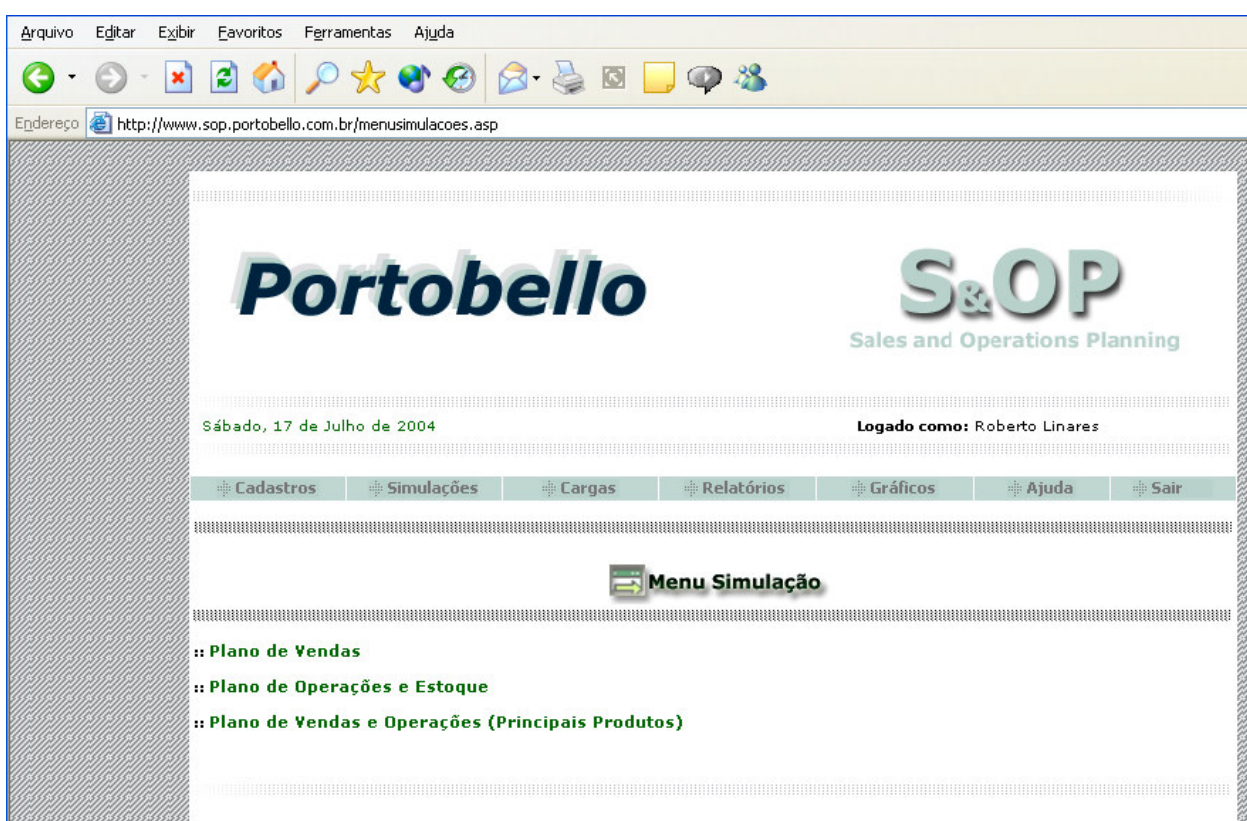 Arquivo Editar Exibir Favoritos Ferramentas Ajuda
Endereço http://www.sop.portobello.com.br/menusimulacoes.asp
Portobello S&OP
Sales and Operations Planning
Sábado, 17 de Julho de 2004 Logado como: Roberto Linares
Cadastros Simulações Cargas Relatórios Gráficos Ajuda Sair
Menu Simulação
:: Plano de Vendas
:: Plano de Operações e Estoque
:: Plano de Vendas e Operações (Principais Produtos)